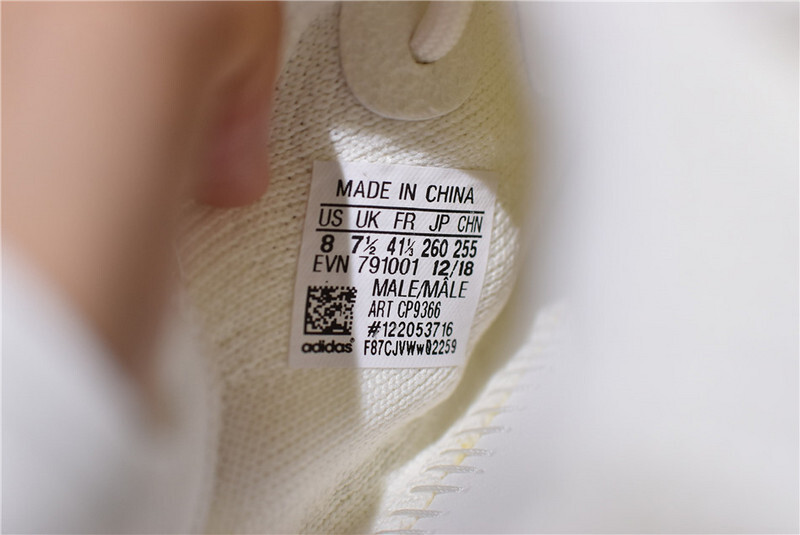 MADE IN CHINA
US UK FR JP CHN
8 7½ 41⅓ 260 255
EVN 791001 12/18
MALE/MÂLE
ART CP9366
#122053716
adidas® F87CJVWw02259